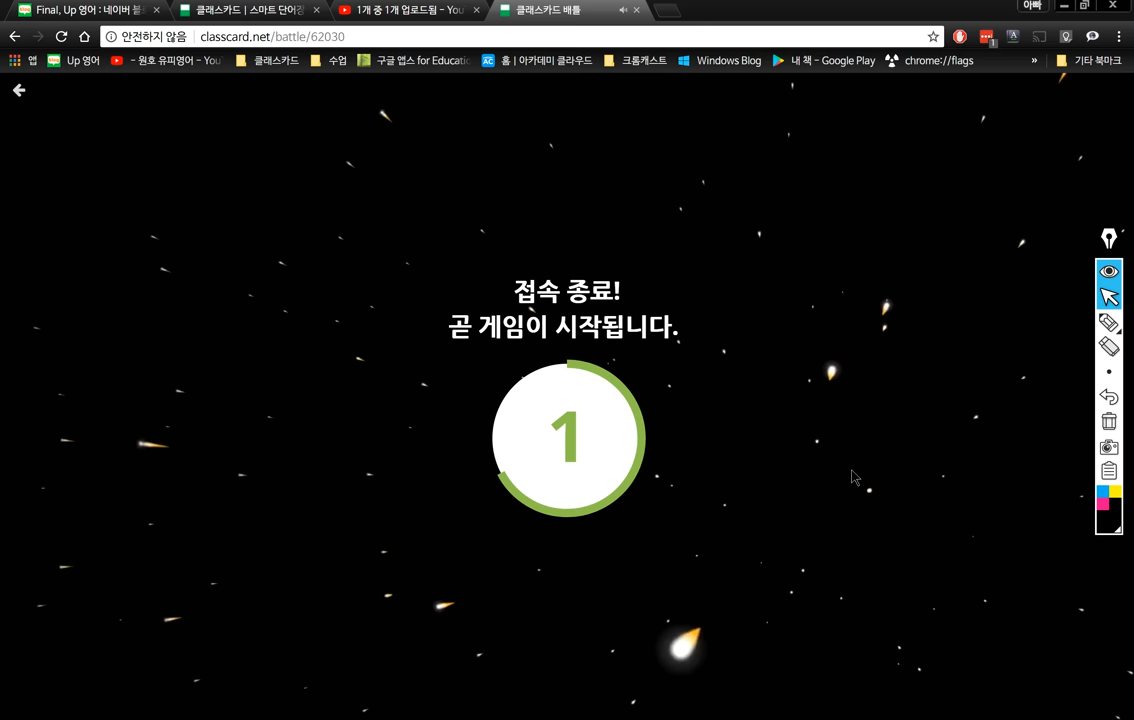 Final, Up 영어 : 네이버 블
클래스카드 | 스마트 단어장
1개 중 1개 업로드됨 - You
클래스카드 배틀
아빠
안전하지 않음
classcard.net/battle/62030
1
A
앱
Up 영어
- 원호 유피영어 - You
클래스카드
수업
구글 앱스 for Educatio
AC
홈 | 아카데미 클라우드
크롬캐스트
Windows Blog
내 책 - Google Play
chrome://flags
»
기타 북마크
접속 종료!
곧 게임이 시작됩니다.
1